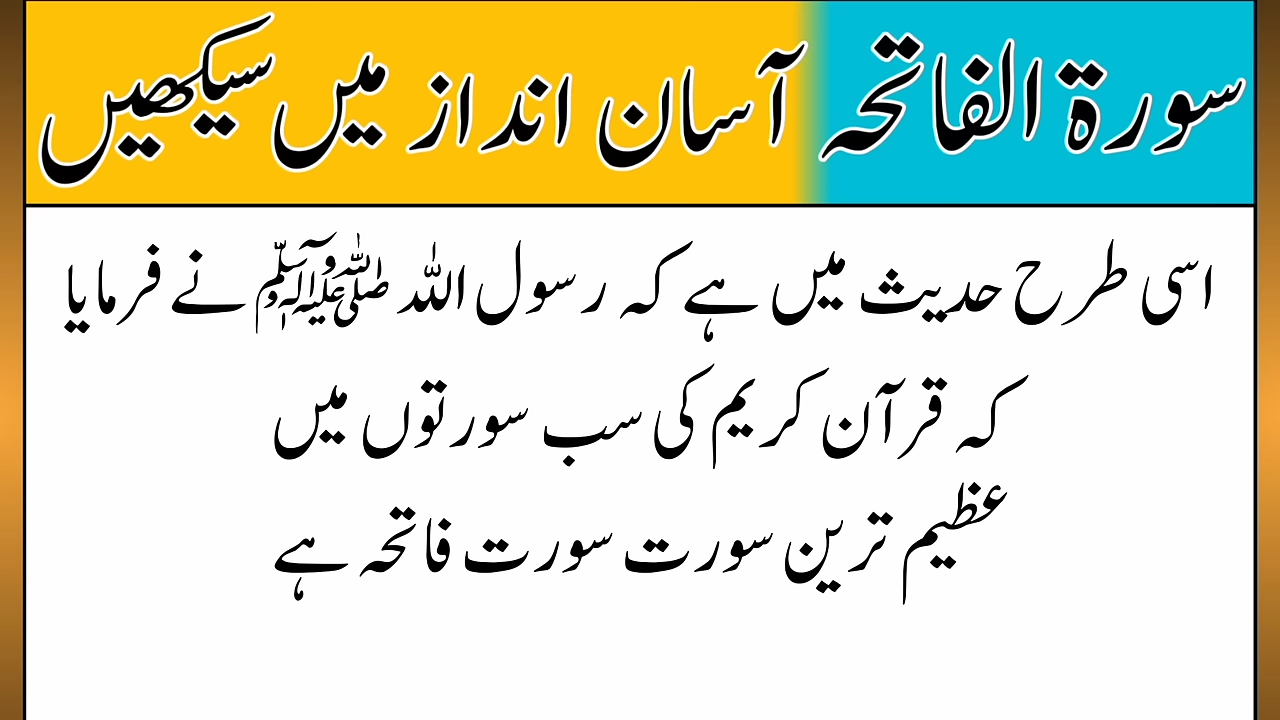 سورۃ الفاتحہ آسان انداز میں سیکھیں
اسی طرح حدیث میں ہے کہ رسول اللہ ﷺ نے فرمایا
کہ قرآن کریم کی سب سورتوں میں
عظیم ترین سورت سورت فاتحہ ہے